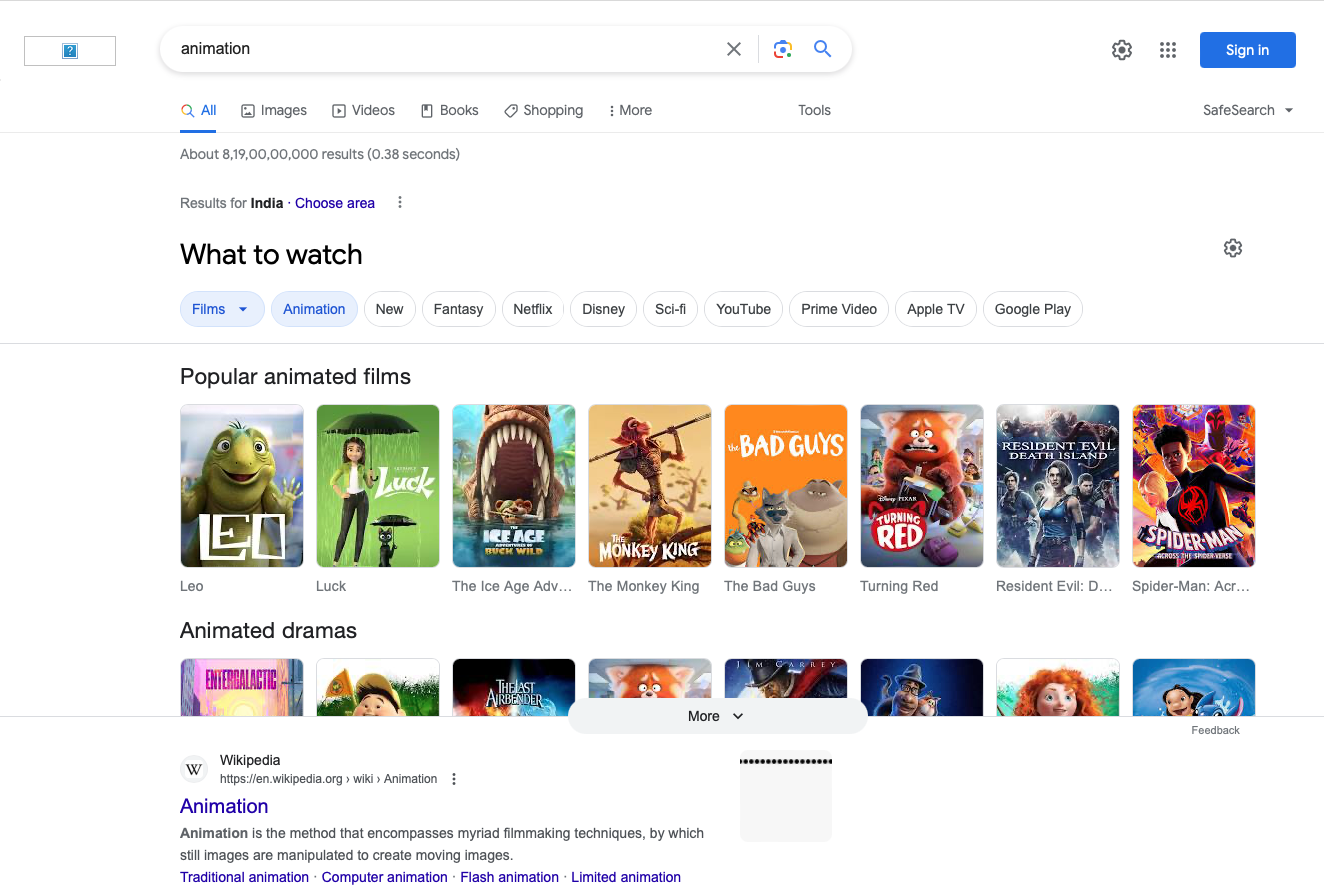 animation
Sign in
All
Images
Videos
Books
Shopping
More
Tools
SafeSearch
About 8,19,00,00,000 results (0.38 seconds)
Results for India · Choose area
What to watch
Films
Animation
New
Fantasy
Netflix
Disney
Sci-fi
YouTube
Prime Video
Apple TV
Google Play
Popular animated films
LEO
Luck
THE
ICE AGE
ADVENTURES OF
BUCK WILD
THE
MONKEY KING
the BAD GUYS
Disney PIXAR
TURNING
RED
RESIDENT EVIL
DEATH ISLAND
SPIDER-MAN
ACROSS THE SPIDER-VERSE
Leo
Luck
The Ice Age Adv...
The Monkey King
The Bad Guys
Turning Red
Resident Evil: D...
Spider-Man: Acr...
Animated dramas
ENTERGALACTIC
THE LAST
AIRBENDER
JIM CARREY
More
Feedback
W
Wikipedia
https://en.wikipedia.org › wiki › Animation
Animation
Animation is the method that encompasses myriad filmmaking techniques, by which
still images are manipulated to create moving images.
Traditional animation · Computer animation · Flash animation · Limited animation